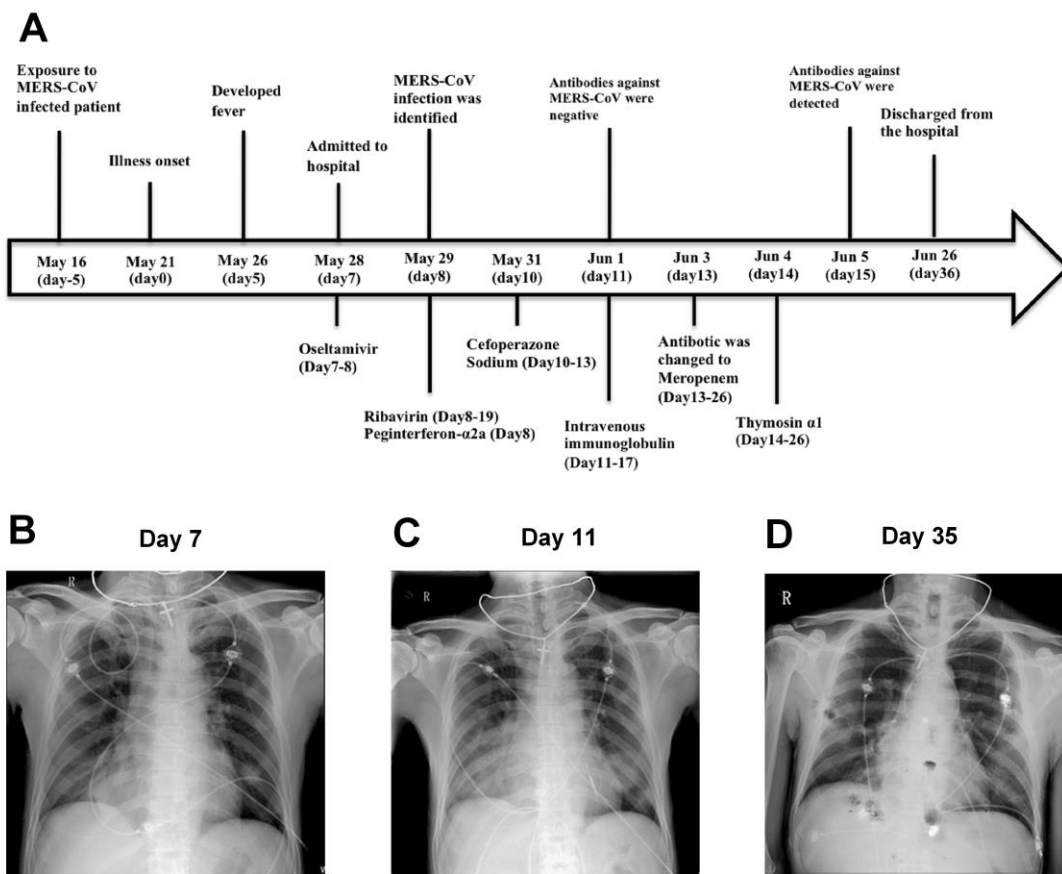 A
Exposure to
MERS-CoV
infected patient
Illness onset
Developed
fever
Admitted to
hospital
MERS-CoV
infection was
identified
Antibodies against
MERS-CoV were
negative
Antibodies against
MERS-CoV were
detected
Discharged from
the hospital
May 16
(day-5)
May 21
(day0)
May 26
(day5)
May 28
(day7)
May 29
(day8)
May 31
(day10)
Jun 1
(day11)
Jun 3
(day13)
Jun 4
(day14)
Jun 5
(day15)
Jun 26
(day36)
Oseltamivir
(Day7-8)
Ribavirin (Day8-19)
Peginterferon-α2a (Day8)
Cefoperazone
Sodium (Day10-13)
Intravenous
immunoglobulin
(Day11-17)
Antibotic was
changed to
Meropenem
(Day13-26)
Thymosin α1
(Day14-26)
B
Day 7
C
Day 11
D
Day 35
R
R
R